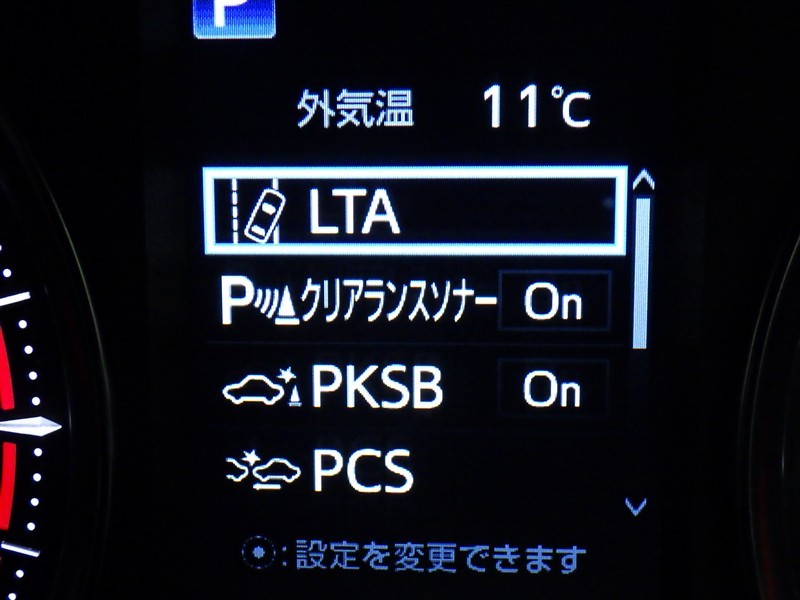 P
外気温 11℃
LTA
Pクリアランスソナー On
PKSB On
PCS
:設定を変更できます